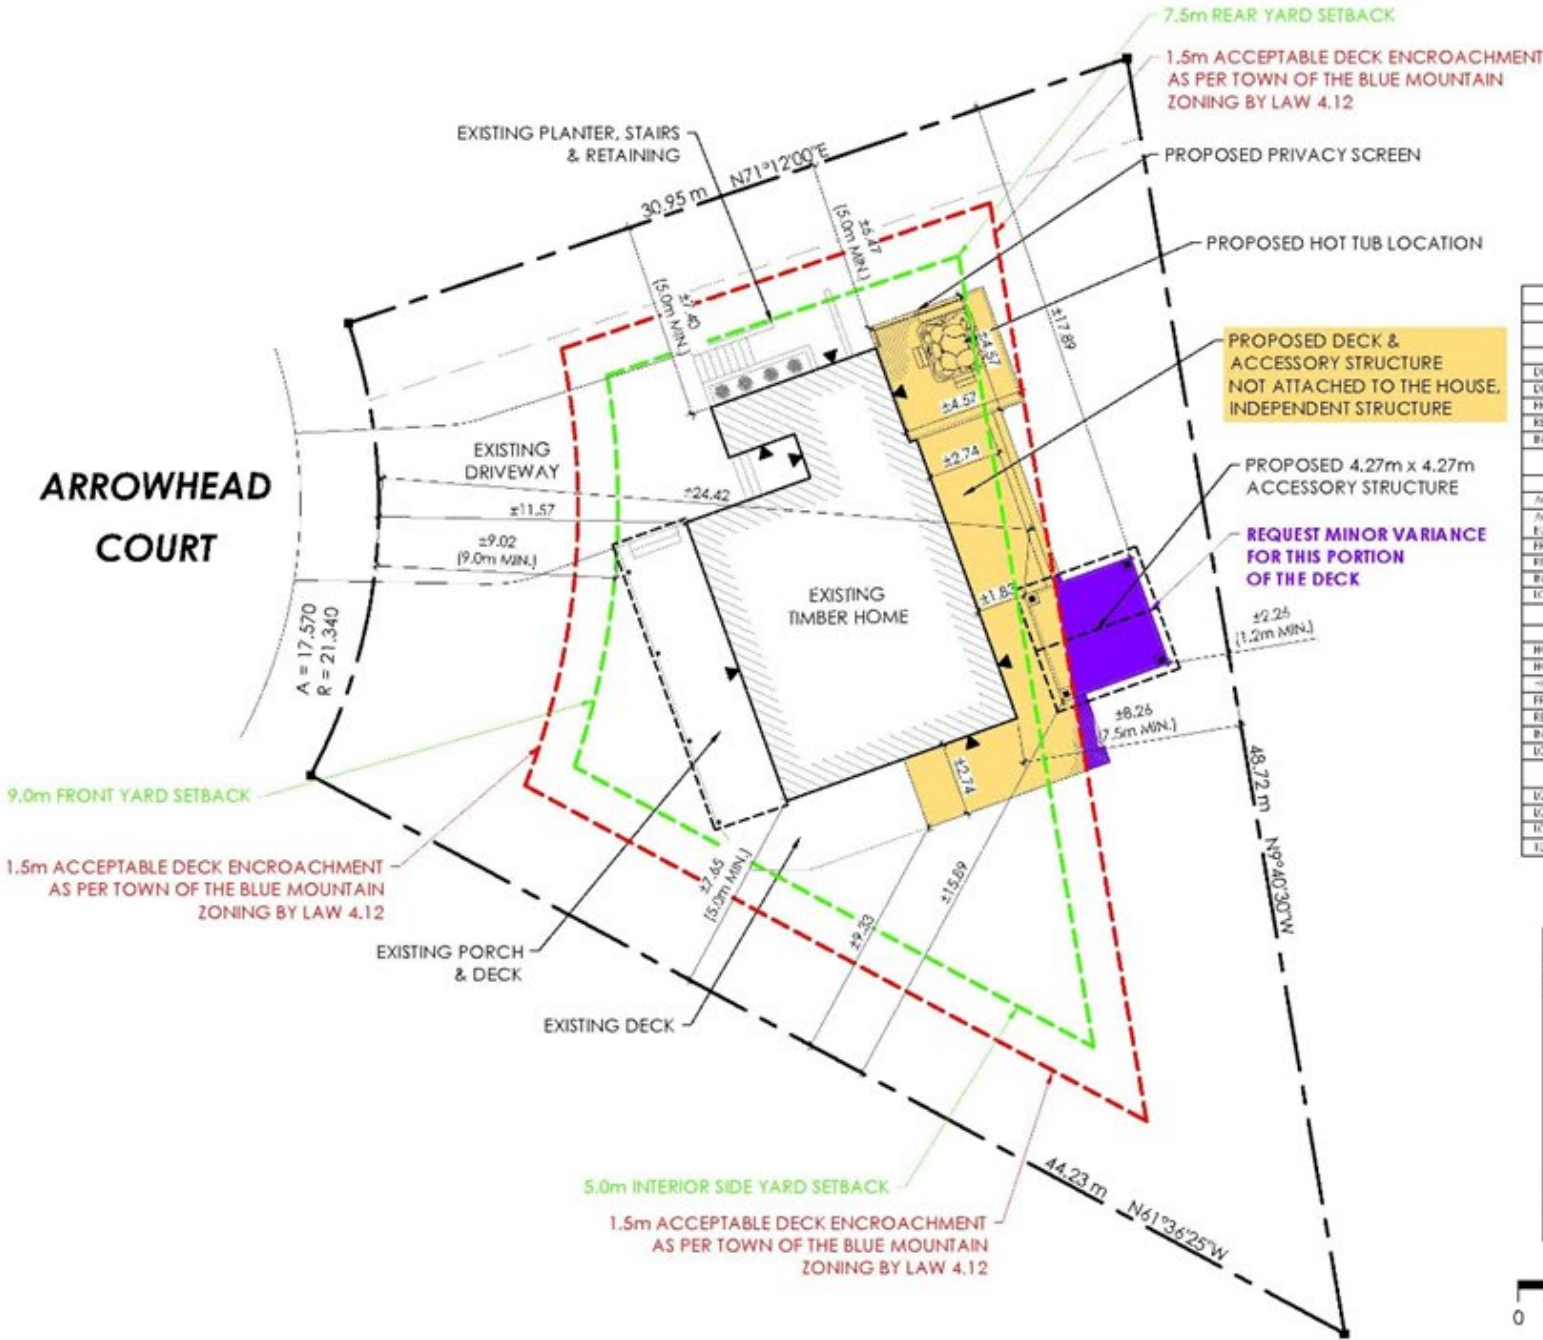 7.5m REAR YARD SETBACK
1.5m ACCEPTABLE DECK ENCROACHMENT
AS PER TOWN OF THE BLUE MOUNTAIN
ZONING BY LAW 4.12
EXISTING PLANTER, STAIRS
& RETAINING
PROPOSED PRIVACY SCREEN
30.95 m N71°12'00"E
±6.47
(5.0m MIN.)
±7.40
(5.0m MIN.)
PROPOSED HOT TUB LOCATION
±17.89
±4.57
±4.57
PROPOSED DECK &
ACCESSORY STRUCTURE
NOT ATTACHED TO THE HOUSE,
INDEPENDENT STRUCTURE
EXISTING
DRIVEWAY
±2.74
PROPOSED 4.27m x 4.27m
ACCESSORY STRUCTURE
ARROWHEAD
COURT
±24.42
±11.57
±9.02
(9.0m MIN.)
REQUEST MINOR VARIANCE
FOR THIS PORTION
OF THE DECK
EXISTING
TIMBER HOME
±1.83
±2.26
(1.2m MIN.)
A = 17.570
R = 21.340
±8.26
(7.5m MIN.)
±2.74
48.72 m N9°40'30"W
9.0m FRONT YARD SETBACK
1.5m ACCEPTABLE DECK ENCROACHMENT
AS PER TOWN OF THE BLUE MOUNTAIN
ZONING BY LAW 4.12
±7.65
(5.0m MIN.)
±9.33
±15.89
EXISTING PORCH
& DECK
EXISTING DECK
5.0m INTERIOR SIDE YARD SETBACK
1.5m ACCEPTABLE DECK ENCROACHMENT
AS PER TOWN OF THE BLUE MOUNTAIN
ZONING BY LAW 4.12
44.23 m N61°36'25"W
0